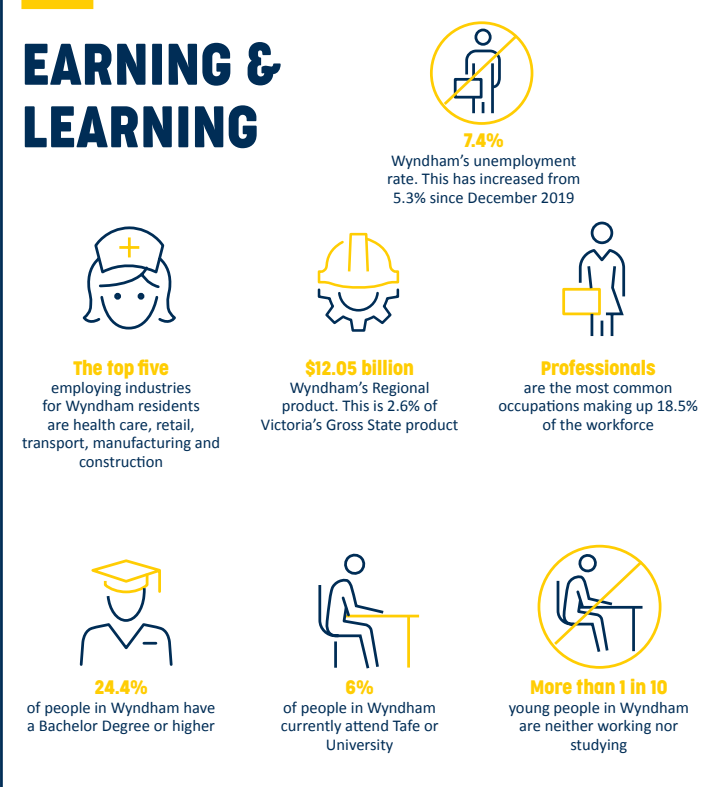 EARNING &
LEARNING
7.4%
Wyndham's unemployment
rate. This has increased from
5.3% since December 2019
The top five
employing industries
for Wyndham residents
are health care, retail,
transport, manufacturing and
construction
$12.05 billion
Wyndham's Regional
product. This is 2.6% of
Victoria's Gross State product
Professionals
are the most common
occupations making up 18.5%
of the workforce
24.4%
of people in Wyndham have
a Bachelor Degree or higher
6%
of people in Wyndham
currently attend Tafe or
University
More than 1 in 10
young people in Wyndham
are neither working nor
studying